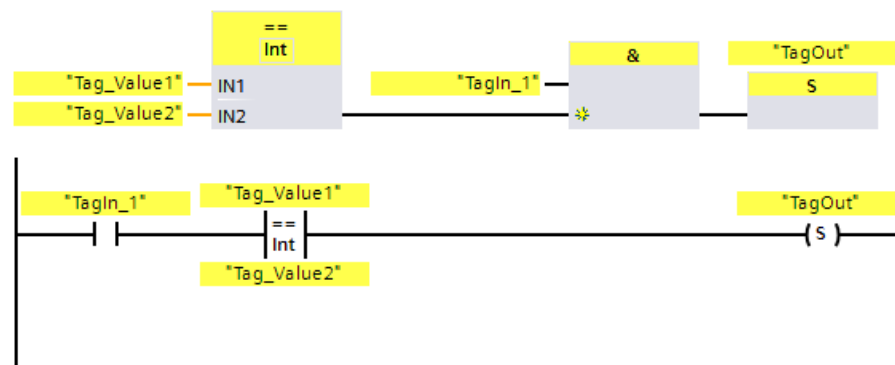 ==
Int
"Tag_Value1" IN1
"Tag_Value2" IN2
"TagIn_1"
&
"TagOut"
S
"TagIn_1"
"Tag_Value1"
==
Int
"Tag_Value2"
"TagOut"
S